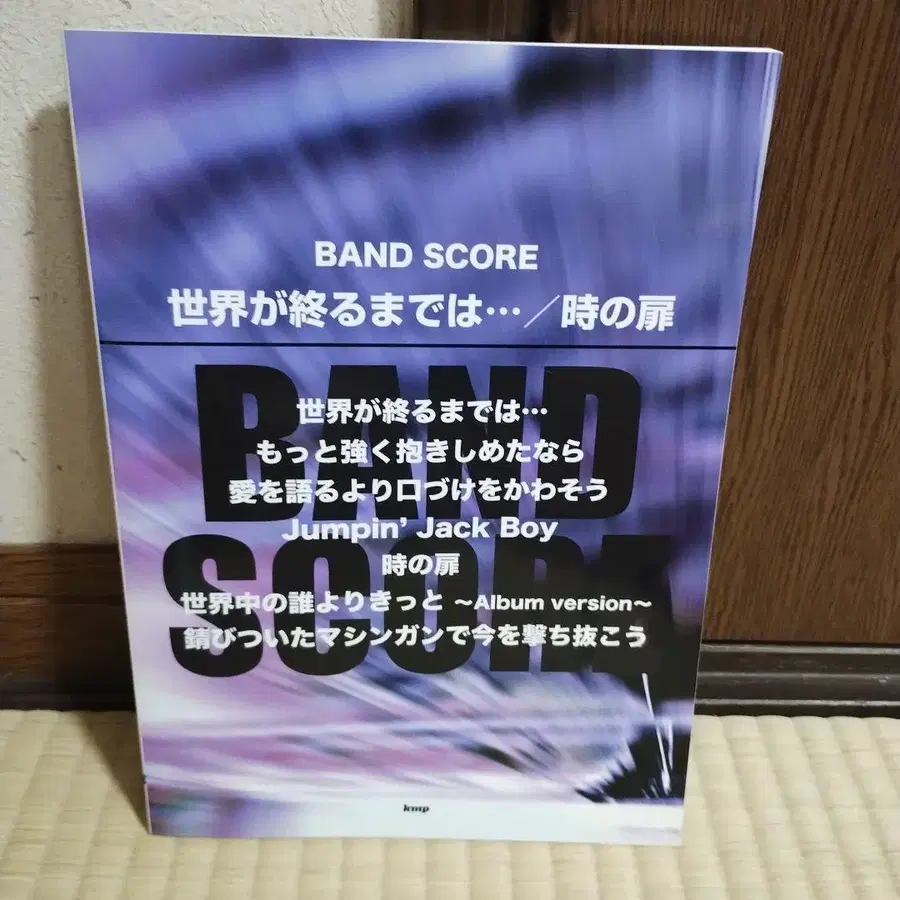 BAND SCORE
世界が終るまでは…／時の扉
BAND
SCORE
世界が終るまでは…
もっと強く抱きしめたなら
愛を語るより口づけをかわそう
Jumpin’ Jack Boy
時の扉
世界中の誰よりきっと ～Album version～
錆びついたマシンガンで今を撃ち抜こう
kmp